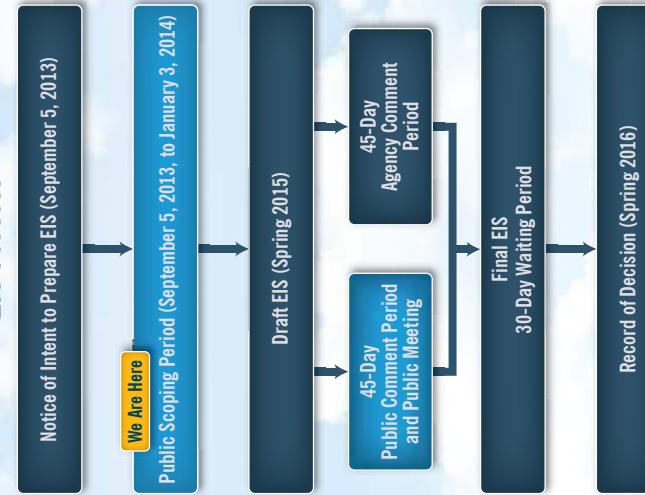 Notice of Intent to Prepare EIS (September 5, 2013)
We Are Here
Public Scoping Period (September 5, 2013, to January 3, 2014)
Draft EIS (Spring 2015)
45-Day
Public Comment Period
and Public Meeting
45-Day
Agency Comment
Period
Final EIS
30-Day Waiting Period
Record of Decision (Spring 2016)